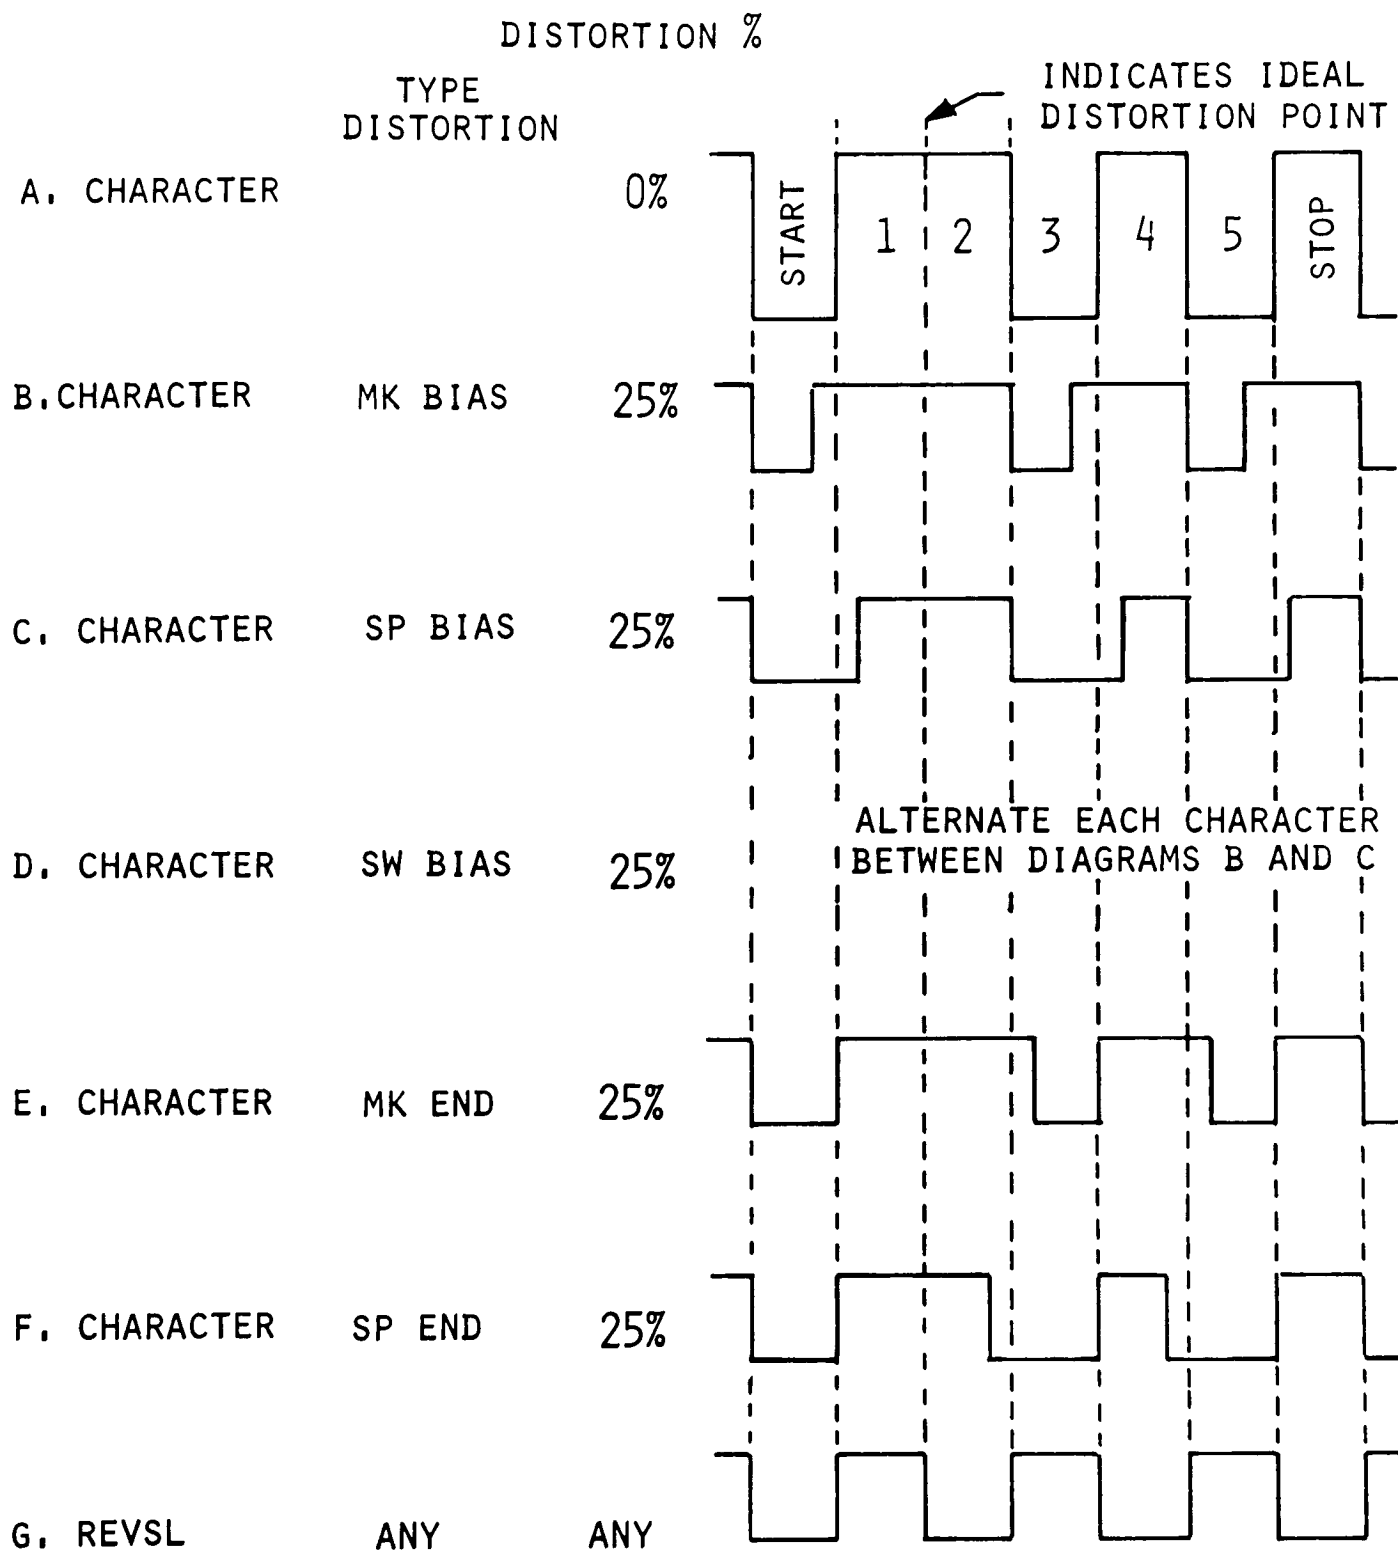 DISTORTION %
TYPE
DISTORTION
INDICATES IDEAL
DISTORTION POINT
A. CHARACTER 0%
START 1 2 3 4 5 STOP
B.CHARACTER MK BIAS 25%
C. CHARACTER SP BIAS 25%
ALTERNATE EACH CHARACTER
BETWEEN DIAGRAMS B AND C
D. CHARACTER SW BIAS 25%
E. CHARACTER MK END 25%
F. CHARACTER SP END 25%
G. REVSL ANY ANY